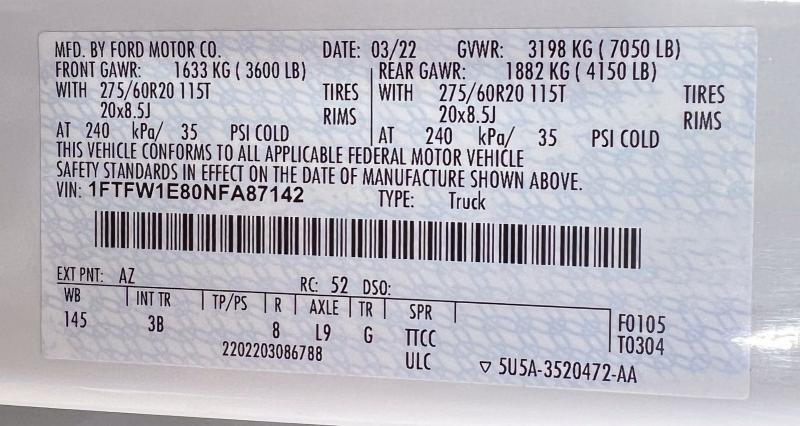 MFD. BY FORD MOTOR CO. DATE: 03/22 GVWR: 3198 KG ( 7050 LB)
FRONT GAWR: 1633 KG ( 3600 LB) REAR GAWR: 1882 KG ( 4150 LB)
WITH 275/60R20 115T TIRES WITH 275/60R20 115T TIRES
20x8.5J RIMS 20x8.5J RIMS
AT 240 kPa/ 35 PSI COLD AT 240 kPa/ 35 PSI COLD
THIS VEHICLE CONFORMS TO ALL APPLICABLE FEDERAL MOTOR VEHICLE
SAFETY STANDARDS IN EFFECT ON THE DATE OF MANUFACTURE SHOWN ABOVE.
VIN: 1FTFW1E80NFA87142 TYPE: Truck
EXT PNT: AZ RC: 52 DSO:
WB INT TR TP/PS R AXLE TR SPR F0105
145 3B 8 L9 G TTCC T0304
2202203086788 ULC ▽ 5U5A-3520472-AA